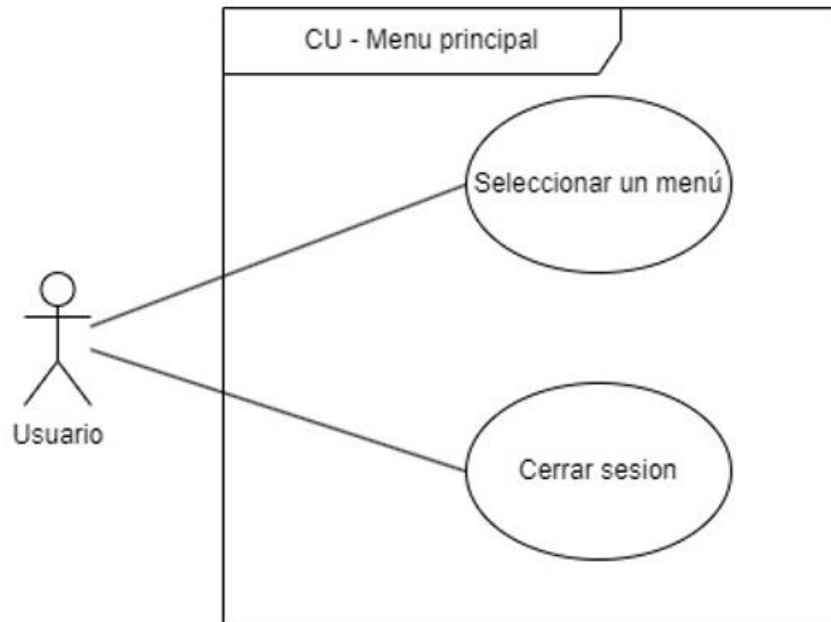 CU - Menu principal
Seleccionar un menú
Usuario
Cerrar sesion